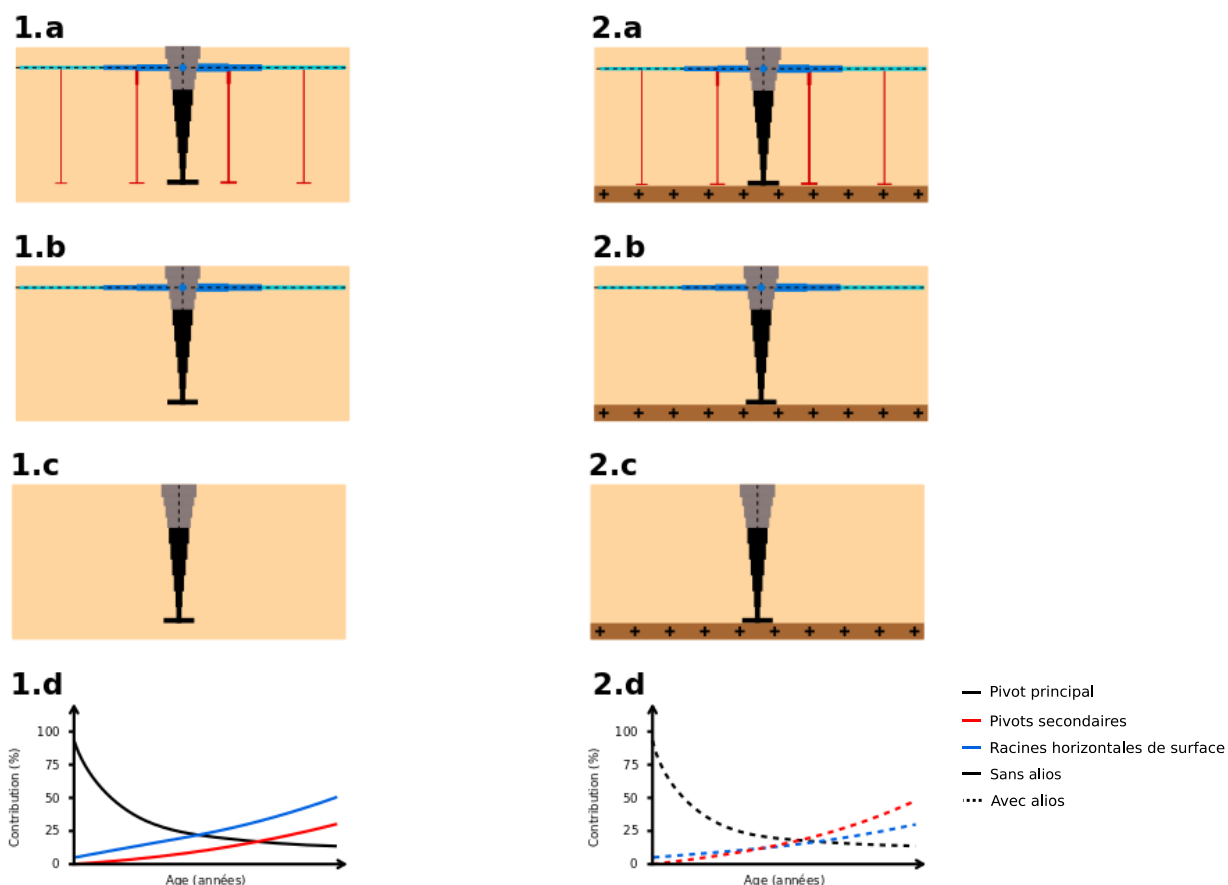 1.a
2.a
+ + + + + + + + + +
1.b
2.b
+ + + + + + + + + +
1.c
2.c
+ + + + + + + + + +
1.d
Contribution (%)
100
75
50
25
0
Age (années)
2.d
Contribution (%)
100
75
50
25
0
Age (années)
Pivot principal
Pivots secondaires
Racines horizontales de surface
Sans alios
Avec alios